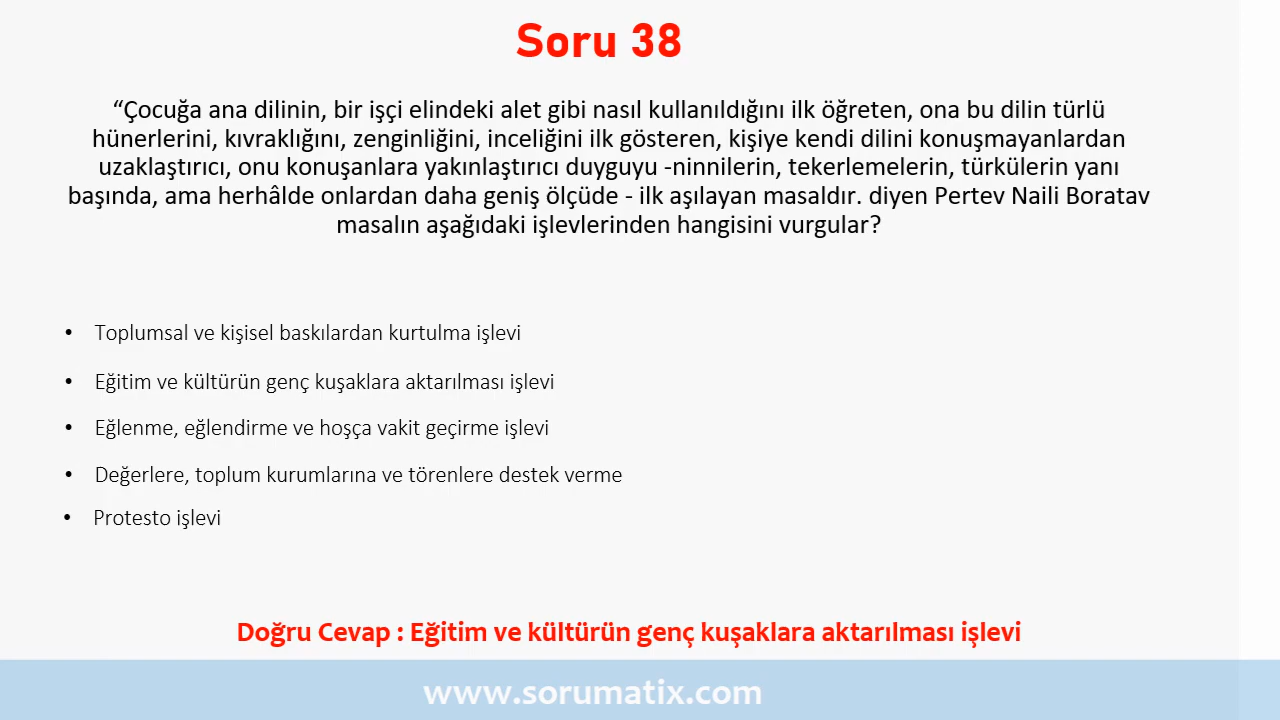 Soru 38
“Çocuğa ana dilinin, bir işçi elindeki alet gibi nasıl kullanıldığını ilk öğreten, ona bu dilin türlü
hünerlerini, kıvraklığını, zenginliğini, inceliğini ilk gösteren, kişiye kendi dilini konuşmayanlardan
uzaklaştırıcı, onu konuşanlara yakınlaştırıcı duyguyu -ninnilerin, tekerlemelerin, türkülerin yanı
başında, ama herhâlde onlardan daha geniş ölçüde - ilk aşılayan masaldır. diyen Pertev Naili Boratav
masalın aşağıdaki işlevlerinden hangisini vurgular?
• Toplumsal ve kişisel baskılardan kurtulma işlevi
• Eğitim ve kültürün genç kuşaklara aktarılması işlevi
• Eğlenme, eğlendirme ve hoşça vakit geçirme işlevi
• Değerlere, toplum kurumlarına ve törenlere destek verme
• Protesto işlevi
Doğru Cevap : Eğitim ve kültürün genç kuşaklara aktarılması işlevi
www.sorumatix.com